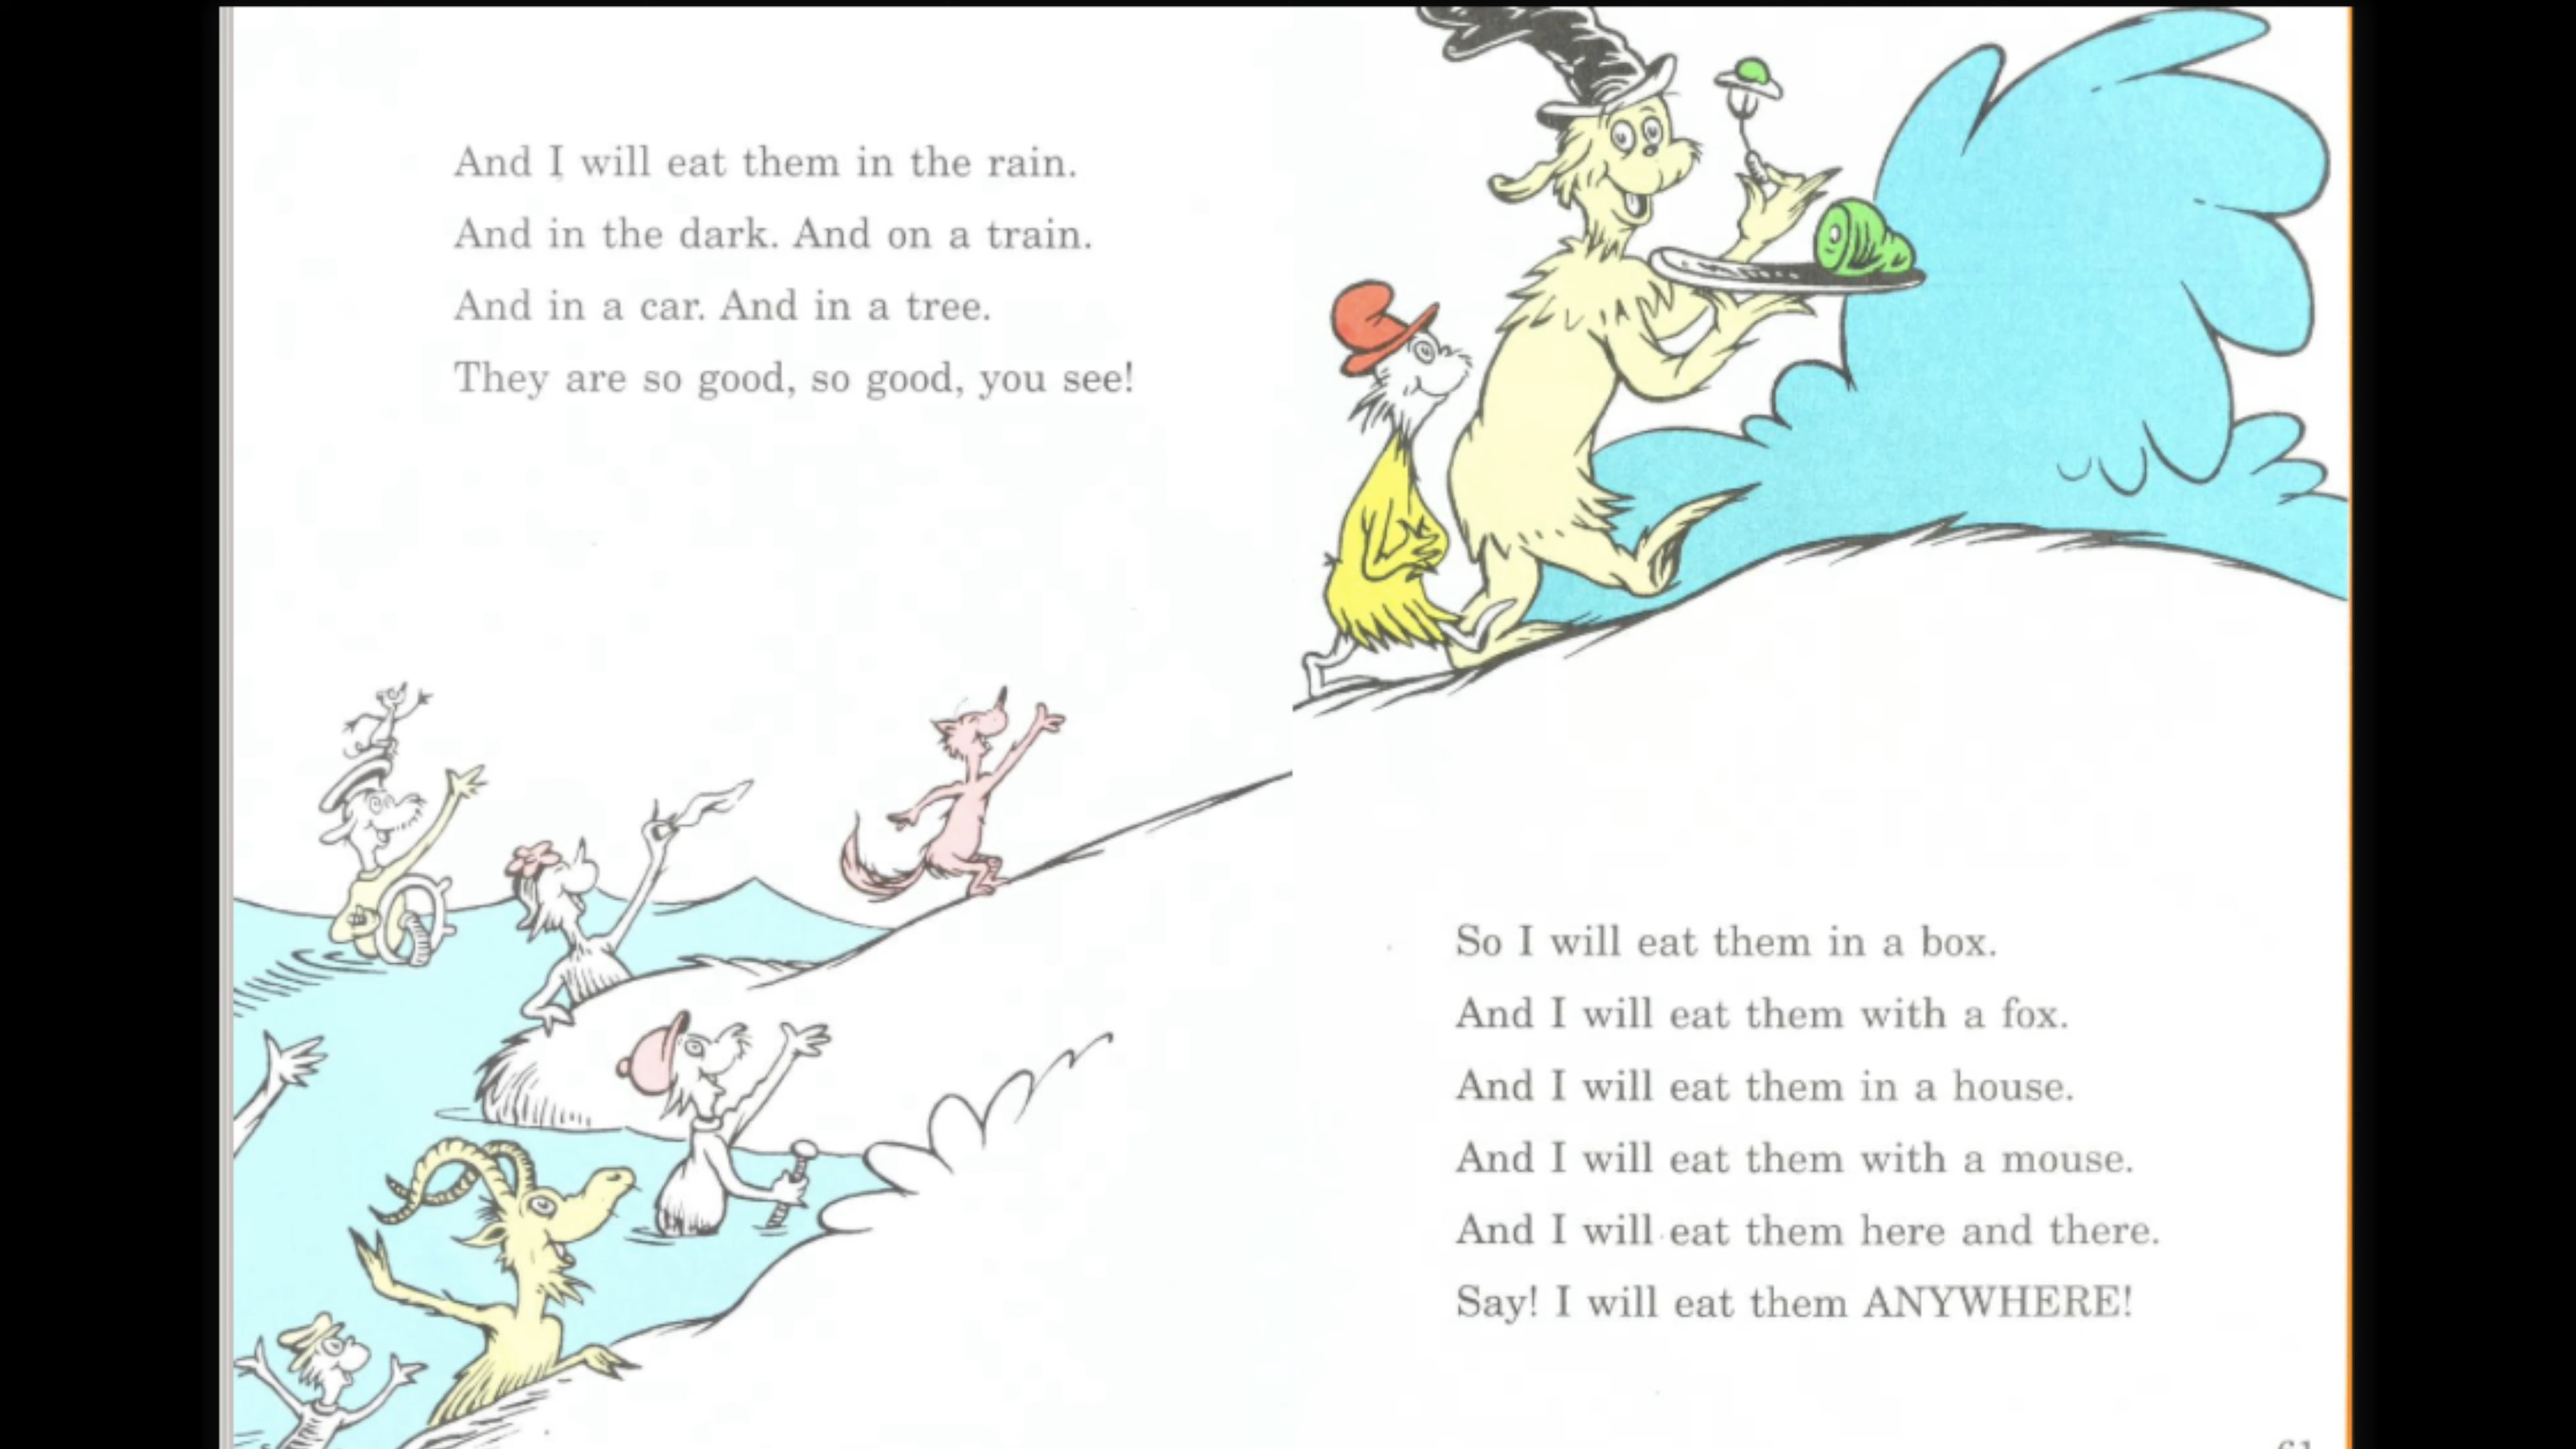 And I will eat them in the rain.
And in the dark. And on a train.
And in a car. And in a tree.
They are so good, so good, you see!
So I will eat them in a box.
And I will eat them with a fox.
And I will eat them in a house.
And I will eat them with a mouse.
And I will eat them here and there.
Say! I will eat them ANYWHERE!